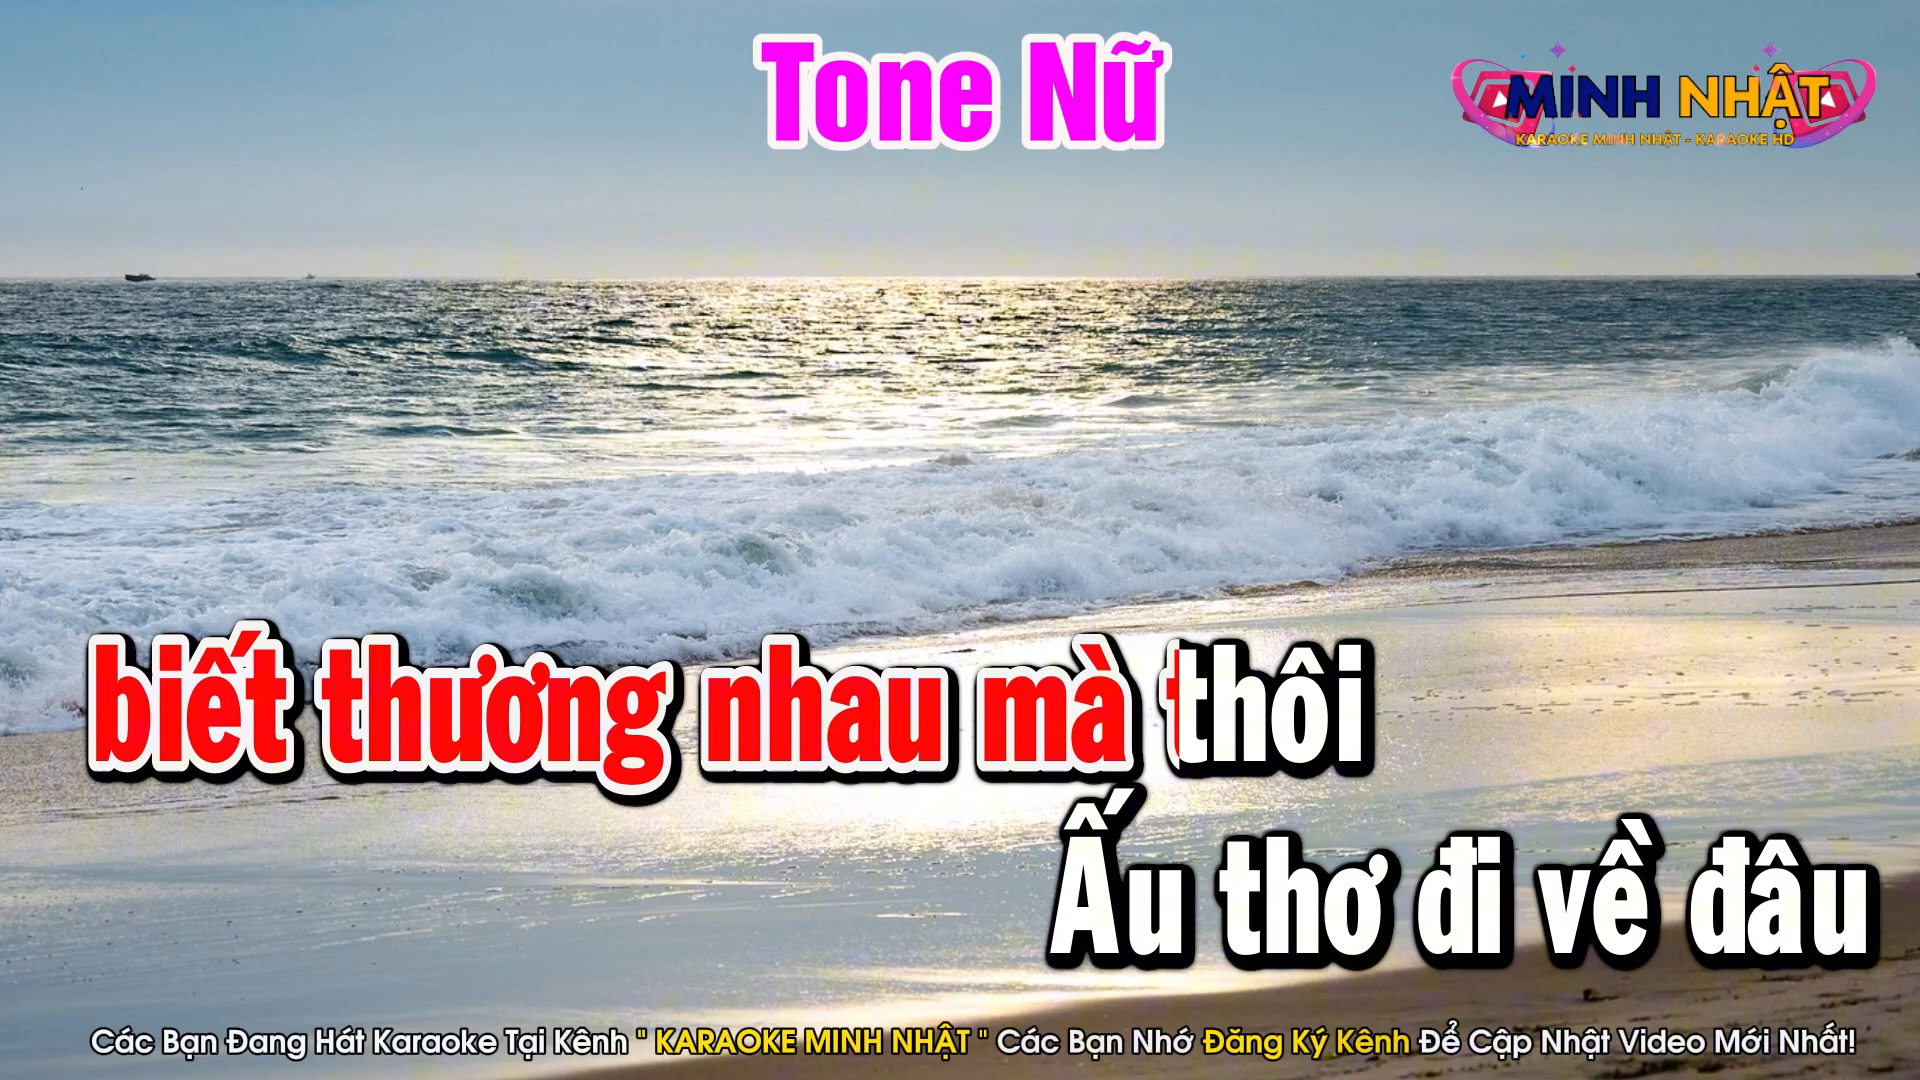 Tone Nữ
MINH NHẬT
KARAOKE MINH NHẬT - KARAOKE HD
biết thương nhau mà thôi
Ấu thơ đi về đâu
Các Bạn Đang Hát Karaoke Tại Kênh " KARAOKE MINH NHẬT " Các Bạn Nhớ Đăng Ký Kênh Để Cập Nhật Video Mới Nhất!